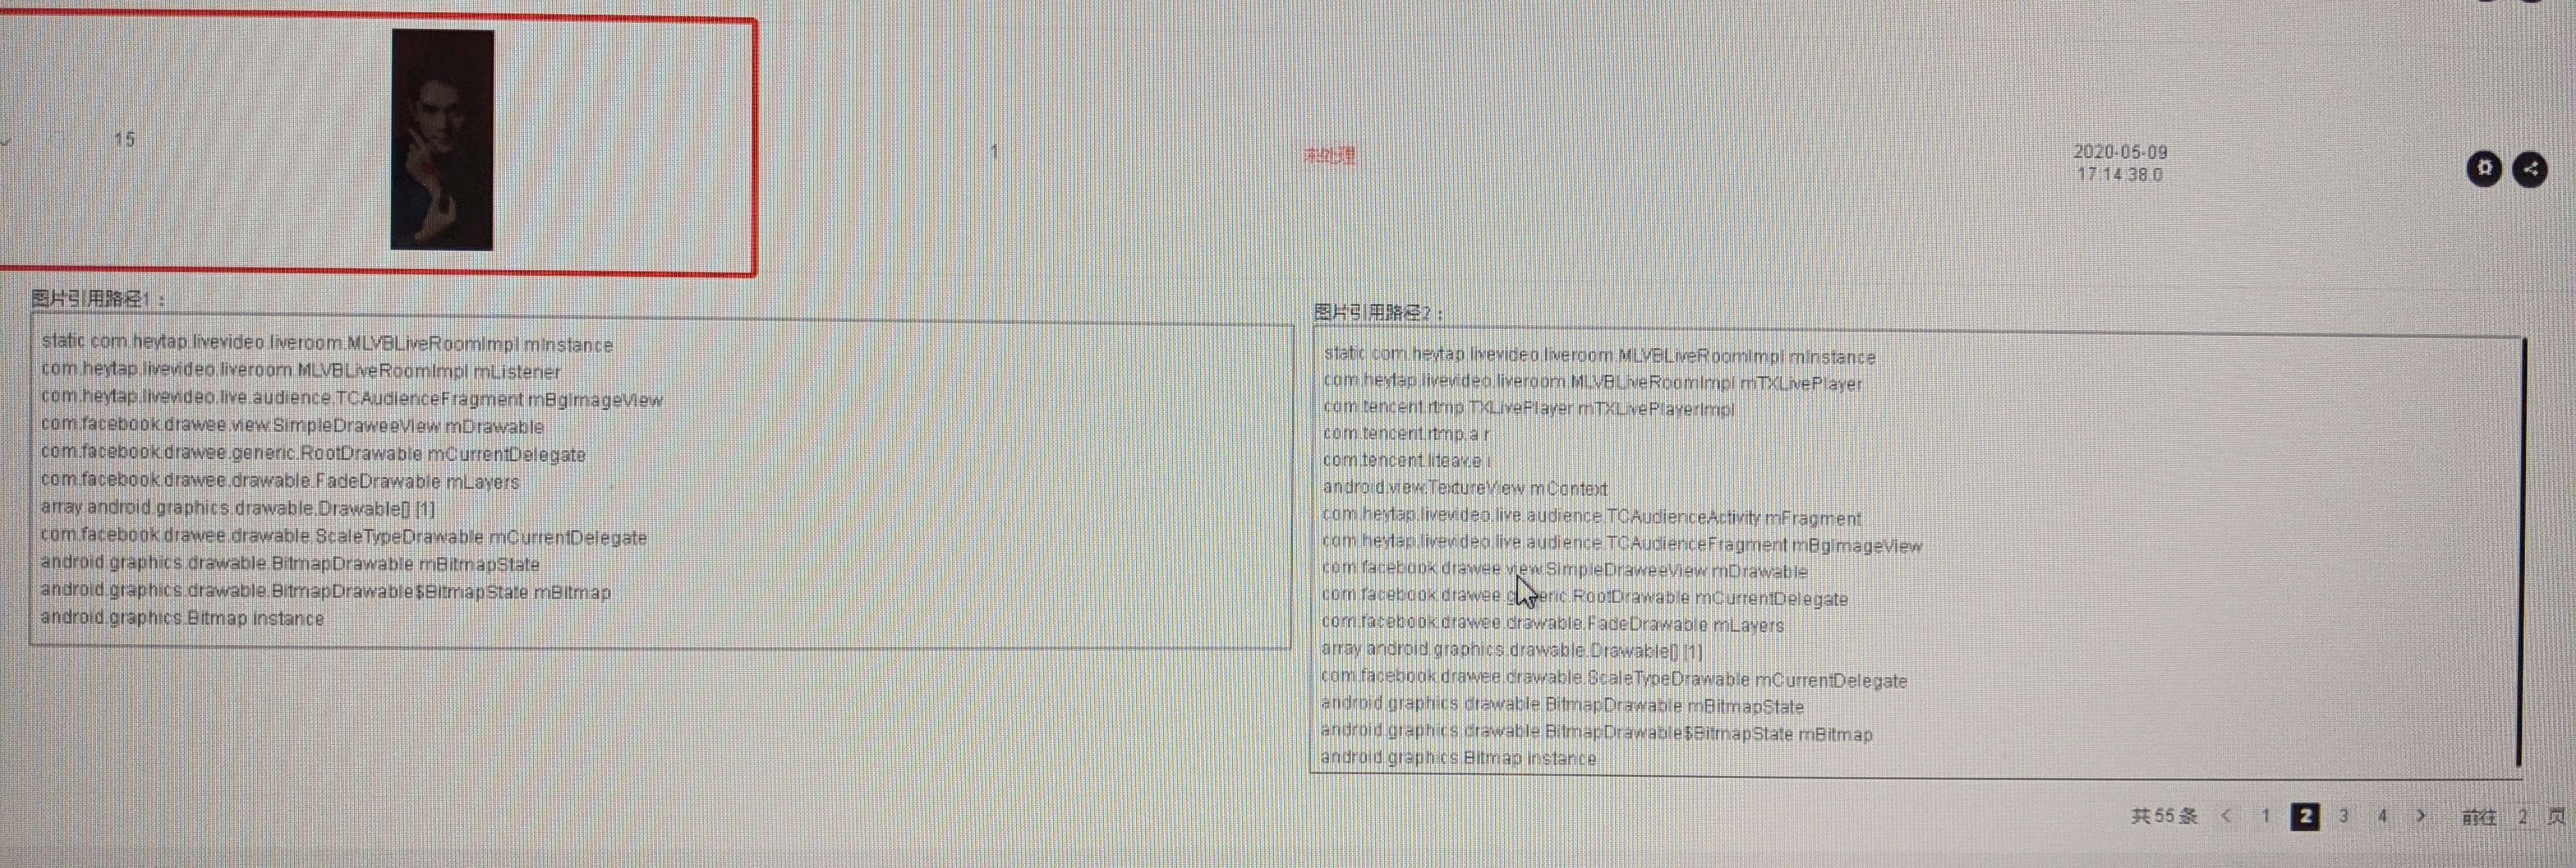 15
1
未处理
2020-05-09
17:14:38.0
图片引用路径1：
static com.heytap.livevideo.liveroom.MLVBLiveRoomImpl mInstance
com.heytap.livevideo.liveroom.MLVBLiveRoomImpl mListener
com.heytap.livevideo.live.audience.TCAudienceFragment mBgImageView
com.facebook.drawee.view.SimpleDraweeView mDrawable
com.facebook.drawee.generic.RootDrawable mCurrentDelegate
com.facebook.drawee.drawable.FadeDrawable mLayers
array android.graphics.drawable.Drawable[] [1]
com.facebook.drawee.drawable.ScaleTypeDrawable mCurrentDelegate
android.graphics.drawable.BitmapDrawable mBitmapState
android.graphics.drawable.BitmapDrawable$BitmapState mBitmap
android.graphics.Bitmap instance
图片引用路径2：
static com.heytap.livevideo.liveroom.MLVBLiveRoomImpl mInstance
com.heytap.livevideo.liveroom.MLVBLiveRoomImpl mTXLivePlayer
com.tencent.rtmp.TXLivePlayer mTXLivePlayerImpl
com.tencent.rtmp.a r
com.tencent.liteav.e i
android.view.TextureView mContext
com.heytap.livevideo.live.audience.TCAudienceActivity mFragment
com.heytap.livevideo.live.audience.TCAudienceFragment mBgImageView
com.facebook.drawee.view.SimpleDraweeView mDrawable
com.facebook.drawee.generic.RootDrawable mCurrentDelegate
com.facebook.drawee.drawable.FadeDrawable mLayers
array android.graphics.drawable.Drawable[] [1]
com.facebook.drawee.drawable.ScaleTypeDrawable mCurrentDelegate
android.graphics.drawable.BitmapDrawable mBitmapState
android.graphics.drawable.BitmapDrawable$BitmapState mBitmap
android.graphics.Bitmap instance
共 55 条 < 1 2 3 4 > 前往 2 页